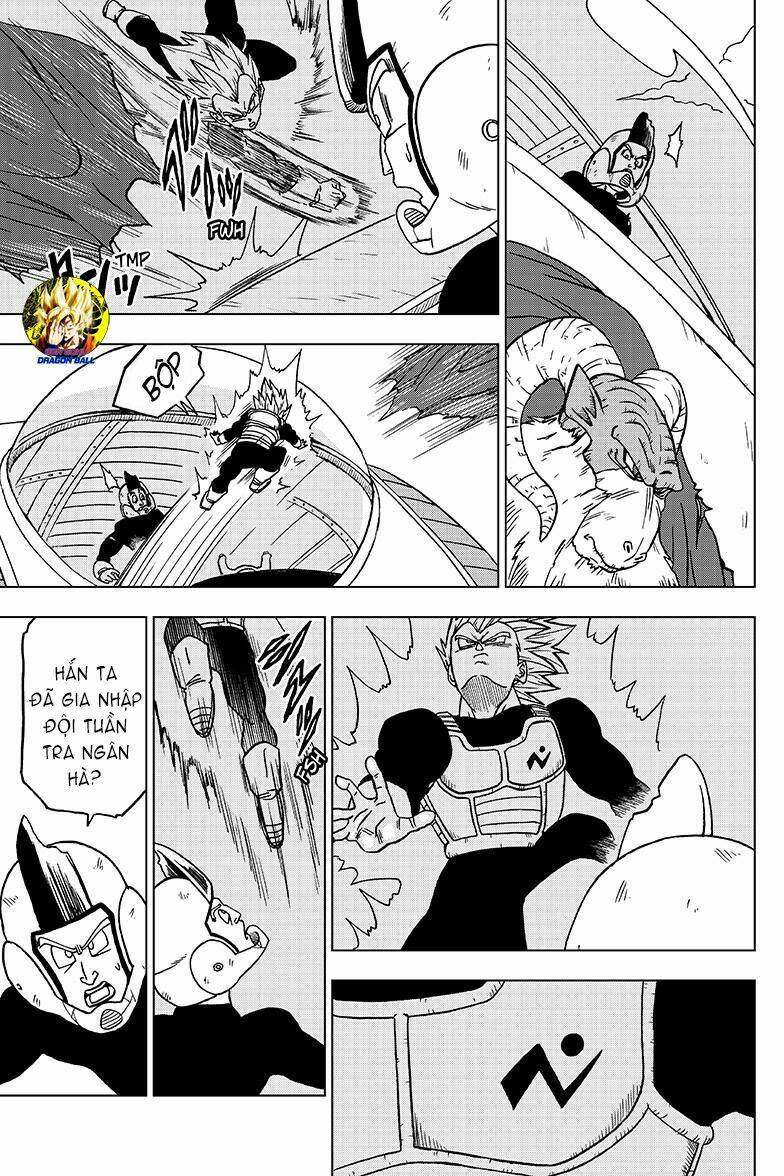 FWH
TMP
DRAGON BALL
BỘP
FSH
HẮN TA
ĐÃ GIA NHẬP
ĐỘI TUẦN
TRA NGÂN
HÀ?